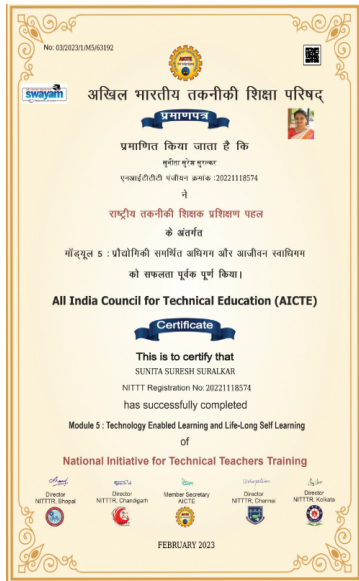 No: 03/2023/1/M5/63192
AICTE
swayam
अखिल भारतीय तकनीकी शिक्षा परिषद्
प्रमाणपत्र
प्रमाणित किया जाता है कि
सुनीता सुरेश सुरल्कर
एनआईटीटीटी पंजीयन क्रमांक :20221118574
ने
राष्ट्रीय तकनीकी शिक्षक प्रशिक्षण पहल
के अंतर्गत
मॉड्यूल 5 : प्रौद्योगिकी समर्थित अधिगम और आजीवन स्वाधिगम
को सफलता पूर्वक पूर्ण किया।
All India Council for Technical Education (AICTE)
Certificate
This is to certify that
SUNITA SURESH SURALKAR
NITTT Registration No: 20221118574
has successfully completed
Module 5 : Technology Enabled Learning and Life-Long Self Learning
of
National Initiative for Technical Teachers Training
Director
NITTTR, Bhopal
Director
NITTTR, Chandigarh
Member Secretary
AICTE
Director
NITTTR, Chennai
Director
NITTTR, Kolkata
FEBRUARY 2023